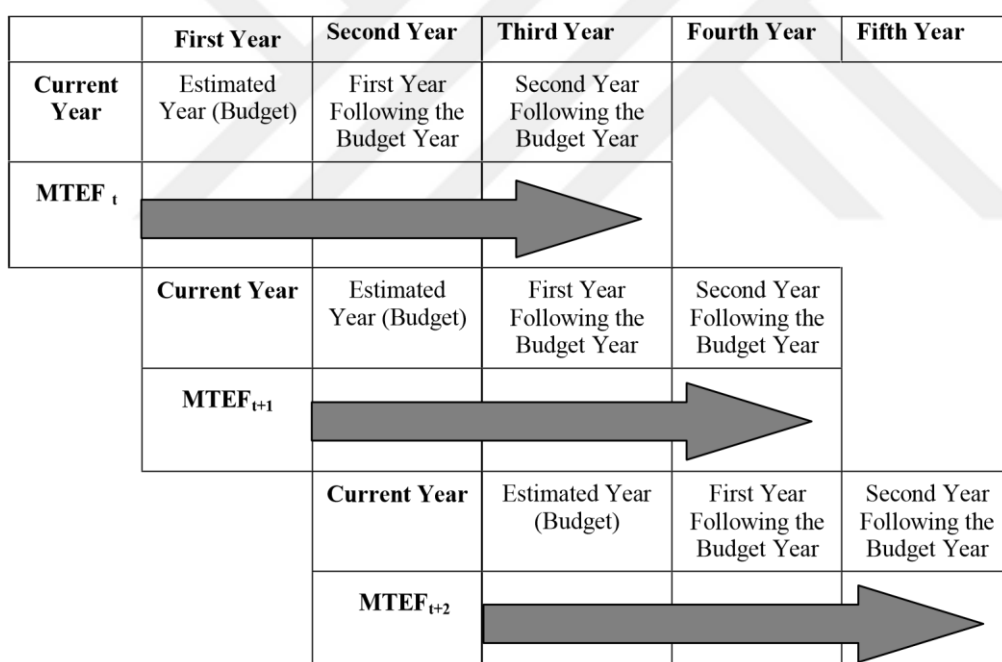 First Year Second Year Third Year Fourth Year Fifth Year
Current Year
Estimated Year (Budget)
First Year Following the Budget Year
Second Year Following the Budget Year
MTEF t
Current Year
Estimated Year (Budget)
First Year Following the Budget Year
Second Year Following the Budget Year
MTEFt+1
Current Year
Estimated Year (Budget)
First Year Following the Budget Year
Second Year Following the Budget Year
MTEFt+2